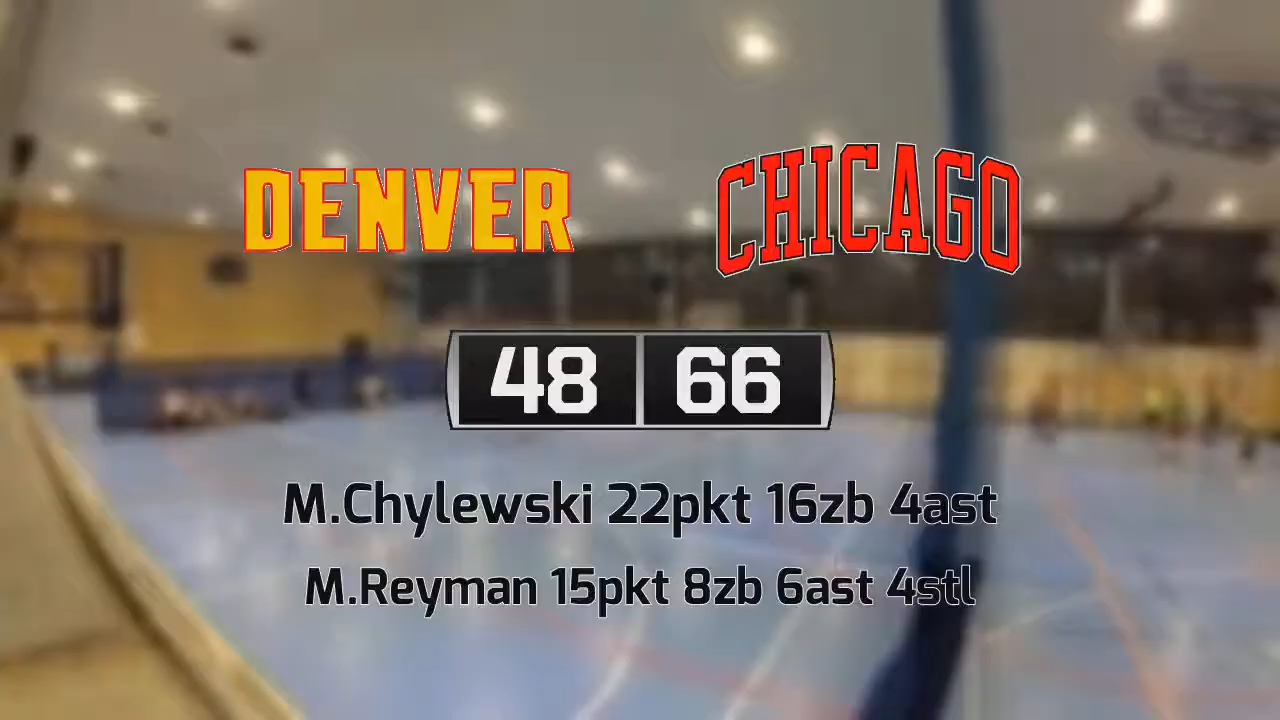 DENVER CHICAGO
48 66
M.Chylewski 22pkt 16zb 4ast
M.Reyman 15pkt 8zb 6ast 4stl